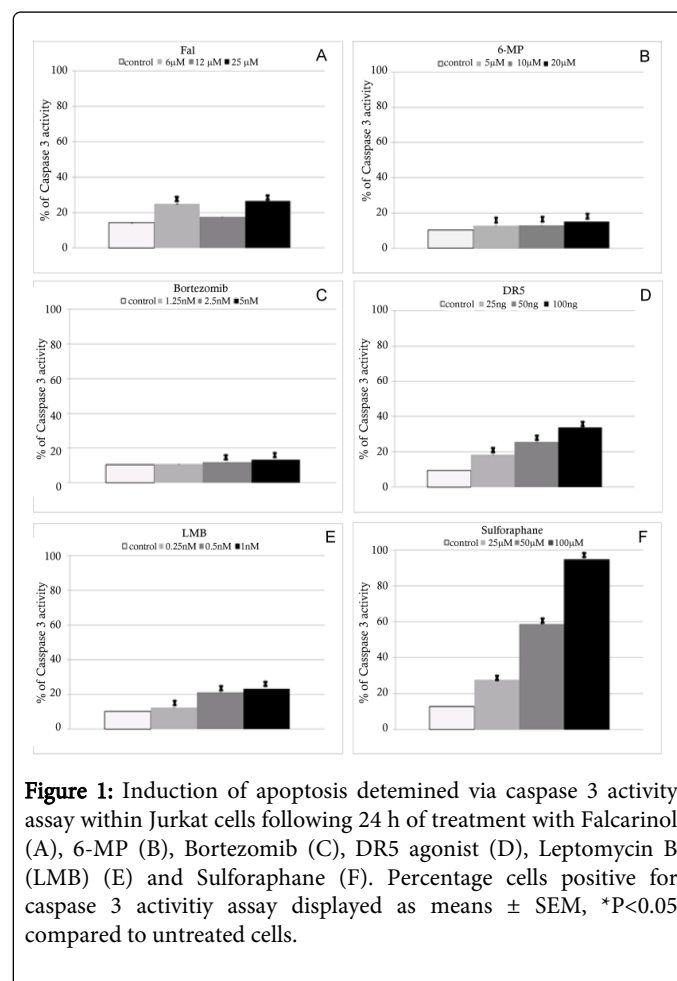 Fal
A
□control ■ 6μM ■ 12 μM ■ 25 μM
% of Caspase 3 activity
100
80
60
40
20
0
6-MP
B
□control ■ 5μM ■ 10μM ■ 20μM
% of Caspase 3 activity
100
80
60
40
20
0
Bortezomib
C
□control ■ 1.25nM ■ 2.5nM ■5nM
% of Casspase 3 activity
100
80
60
40
20
0
DR5
D
□control ■ 25ng ■ 50ng ■ 100ng
% of Caspase 3 activity
100
80
60
40
20
0
LMB
E
□control ■ 0.25nM ■ 0.5nM ■ 1nM
% of Casspase 3 activity
100
80
60
40
20
0
Sulforaphane
F
□control ■ 25μM ■50μM ■ 100μM
% of Casspase 3 activity
100
80
60
40
20
0
Figure 1: Induction of apoptosis detemined via caspase 3 activity
assay within Jurkat cells following 24 h of treatment with Falcarinol
(A), 6-MP (B), Bortezomib (C), DR5 agonist (D), Leptomycin B
(LMB) (E) and Sulforaphane (F). Percentage cells positive for
caspase 3 activitiy assay displayed as means ± SEM, *P<0.05
compared to untreated cells.